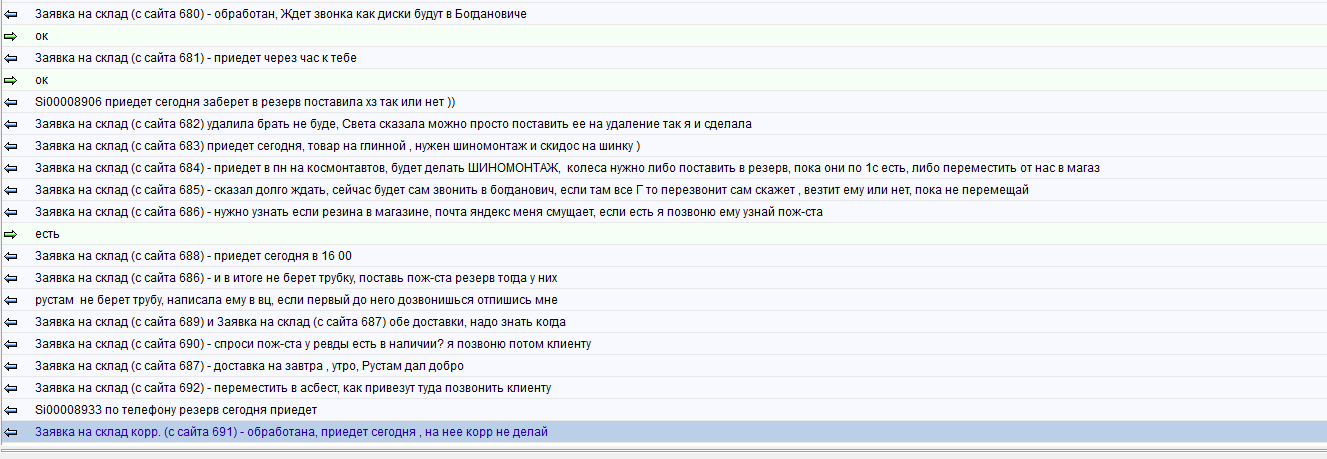 Заявка на склад (с сайта 680) - обработан, Ждет звонка как диски будут в Богдановиче
ок
Заявка на склад (с сайта 681) - приедет через час к тебе
ок
Si00008906 приедет сегодня заберет в резерв поставила хз так или нет ))
Заявка на склад (с сайта 682) удалила брать не буде, Света сказала можно просто поставить ее на удаление так я и сделала
Заявка на склад (с сайта 683) приедет сегодня, товар на глинной , нужен шиномонтаж и скидос на шинку )
Заявка на склад (с сайта 684) - приедет в пн на космонтавтов, будет делать ШИНОМОНТАЖ, колеса нужно либо поставить в резерв, пока они по 1с есть, либо переместить от нас в магаз
Заявка на склад (с сайта 685) - сказал долго ждать, сейчас будет сам звонить в богданович, если там все Г то перезвонит сам скажет , везтит ему или нет, пока не перемещай
Заявка на склад (с сайта 686) - нужно узнать если резина в магазине, почта яндекс меня смущает, если есть я позвоню ему узнай пож-ста
есть
Заявка на склад (с сайта 688) - приедет сегодня в 16 00
Заявка на склад (с сайта 686) - и в итоге не берет трубку, поставь пож-ста резерв тогда у них
рустам не берет трубу, написала ему в вц, если первый до него дозвонишься отпишись мне
Заявка на склад (с сайта 689) и Заявка на склад (с сайта 687) обе доставки, надо знать когда
Заявка на склад (с сайта 690) - спроси пож-ста у ревды есть в наличии? я позвоню потом клиенту
Заявка на склад (с сайта 687) - доставка на завтра , утро, Рустам дал добро
Заявка на склад (с сайта 692) - переместить в асбест, как привезут туда позвонить клиенту
Si00008933 по телефону резерв сегодня приедет
Заявка на склад корр. (с сайта 691) - обработана, приедет сегодня , на нее корр не делай